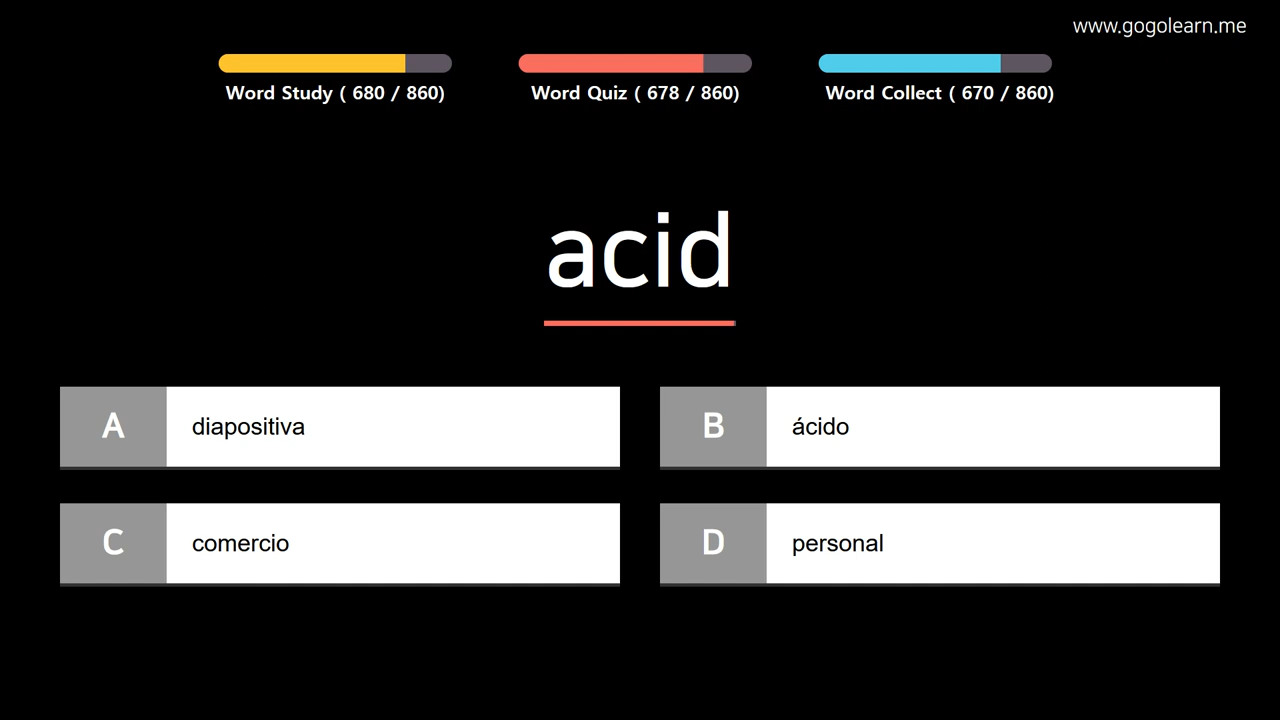 www.gogolearn.me
Word Study ( 680 / 860)
Word Quiz ( 678 / 860)
Word Collect ( 670 / 860)
acid
A
diapositiva
B
ácido
C
comercio
D
personal